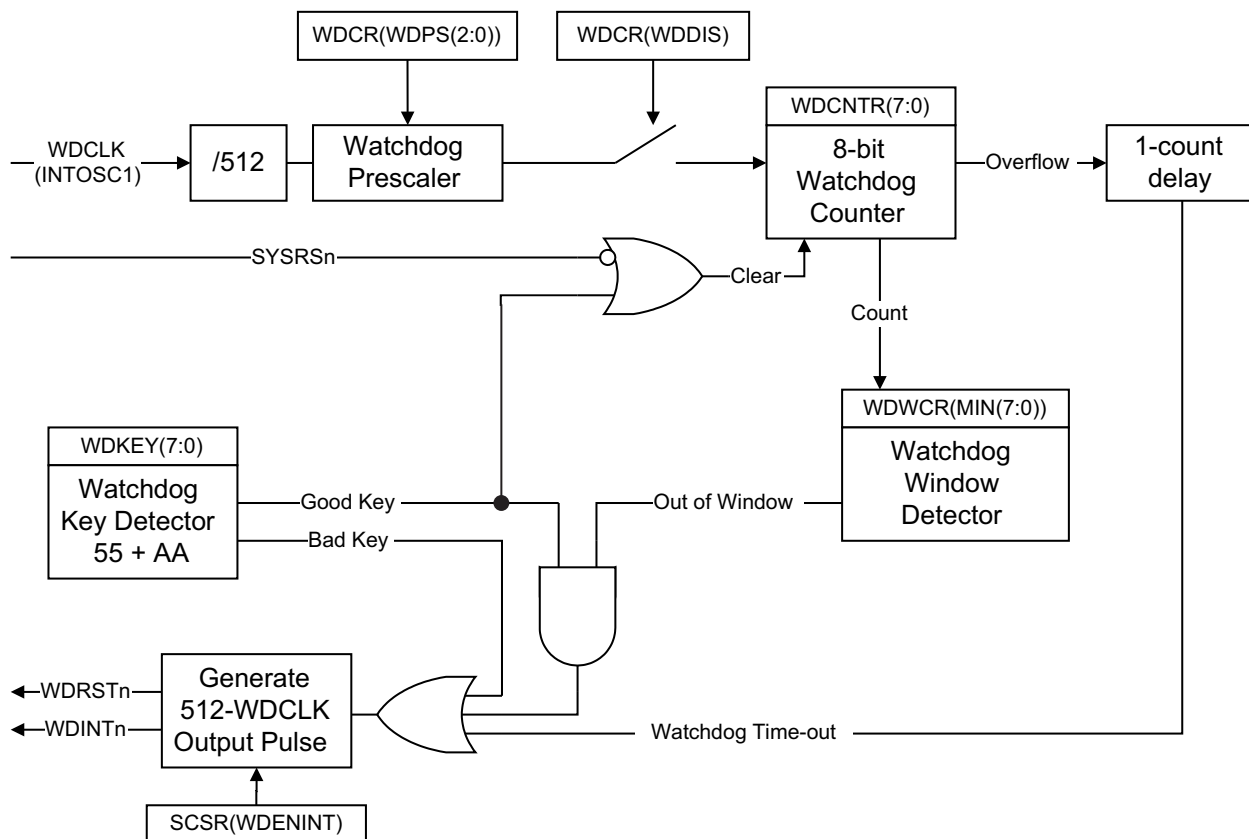 WDCR(WDPS(2:0))
WDCR(WDDIS)
WDCNTR(7:0)
WDCLK
(INTOSC1)
/512
Watchdog
Prescaler
8-bit
Watchdog
Counter
Overflow
1-count
delay
SYSRSn
Clear
Count
WDWCR(MIN(7:0))
Watchdog
Window
Detector
WDKEY(7:0)
Watchdog
Key Detector
55 + AA
Good Key
Bad Key
Out of Window
WDRSTn
WDINTn
Generate
512-WDCLK
Output Pulse
Watchdog Time-out
SCSR(WDENINT)